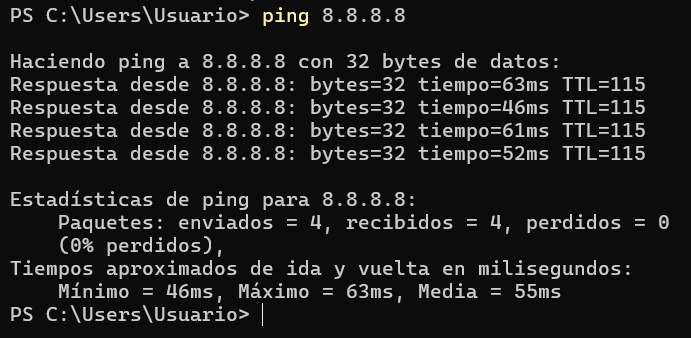 PS C:\Users\Usuario> ping 8.8.8.8
Haciendo ping a 8.8.8.8 con 32 bytes de datos:
Respuesta desde 8.8.8.8: bytes=32 tiempo=63ms TTL=115
Respuesta desde 8.8.8.8: bytes=32 tiempo=46ms TTL=115
Respuesta desde 8.8.8.8: bytes=32 tiempo=61ms TTL=115
Respuesta desde 8.8.8.8: bytes=32 tiempo=52ms TTL=115
Estadísticas de ping para 8.8.8.8:
Paquetes: enviados = 4, recibidos = 4, perdidos = 0
(0% perdidos),
Tiempos aproximados de ida y vuelta en milisegundos:
Mínimo = 46ms, Máximo = 63ms, Media = 55ms
PS C:\Users\Usuario>